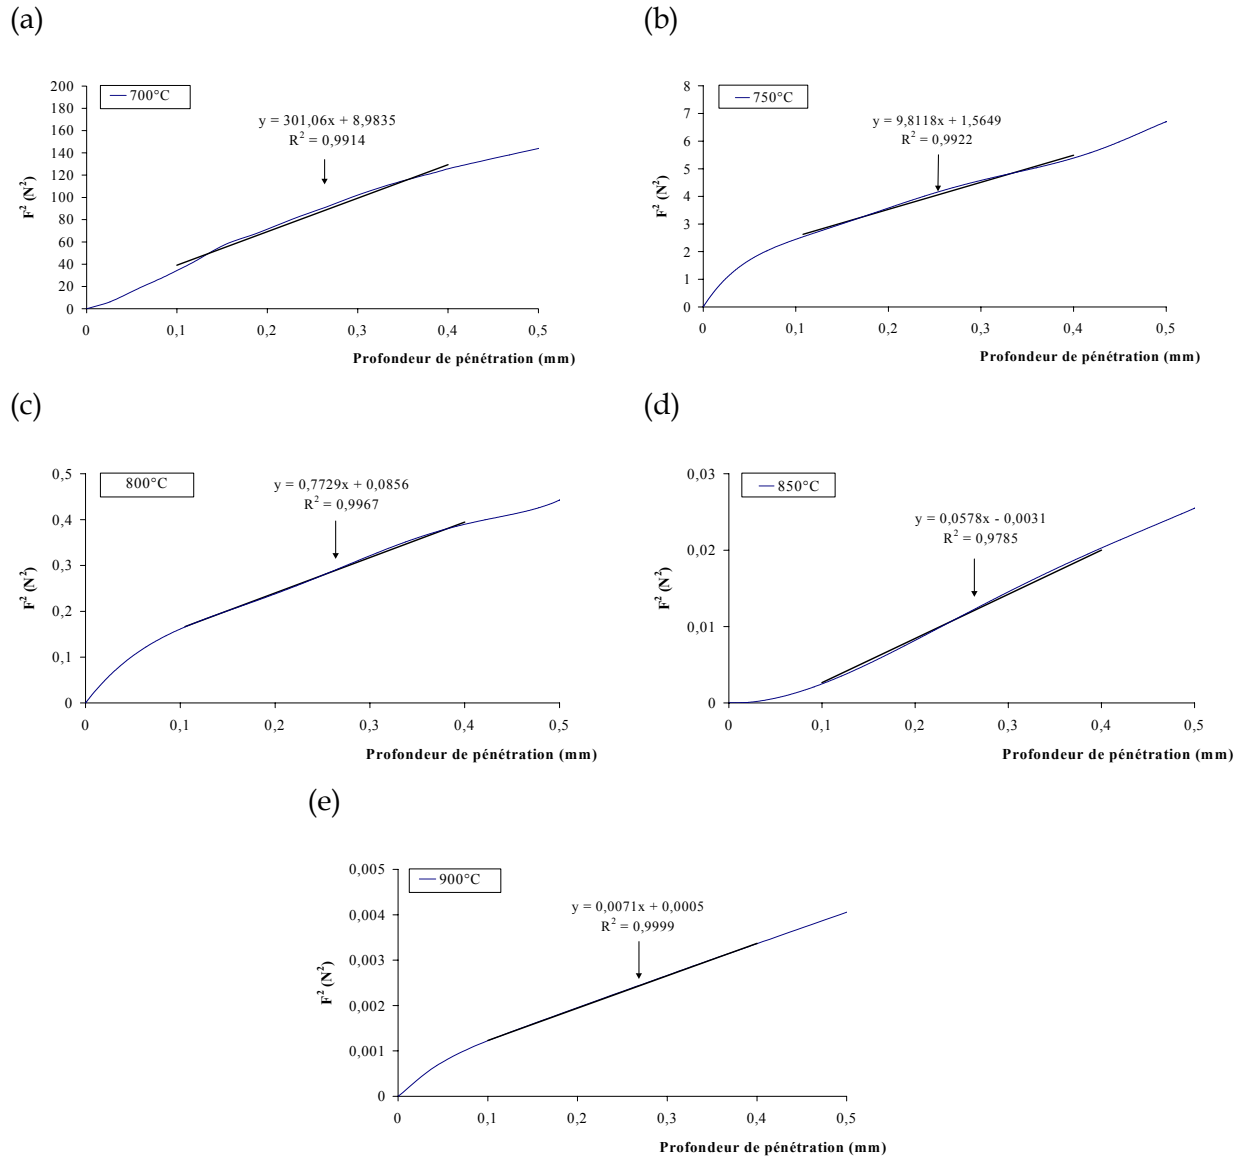 (a)
(b)
700°C
y = 301,06x + 8,9835
R² = 0,9914
F² (N²)
200
180
160
140
120
100
80
60
40
20
0
0 0,1 0,2 0,3 0,4 0,5
Profondeur de pénétration (mm)
750°C
y = 9,8118x + 1,5649
R² = 0,9922
F² (N²)
8
7
6
5
4
3
2
1
0
0 0,1 0,2 0,3 0,4 0,5
Profondeur de pénétration (mm)
(c)
(d)
800°C
y = 0,7729x + 0,0856
R² = 0,9967
F² (N²)
0,5
0,4
0,3
0,2
0,1
0
0 0,1 0,2 0,3 0,4 0,5
Profondeur de pénétration (mm)
850°C
y = 0,0578x - 0,0031
R² = 0,9785
F² (N²)
0,03
0,02
0,01
0
0 0,1 0,2 0,3 0,4 0,5
Profondeur de pénétration (mm)
(e)
900°C
y = 0,0071x + 0,0005
R² = 0,9999
F² (N²)
0,005
0,004
0,003
0,002
0,001
0
0 0,1 0,2 0,3 0,4 0,5
Profondeur de pénétration (mm)